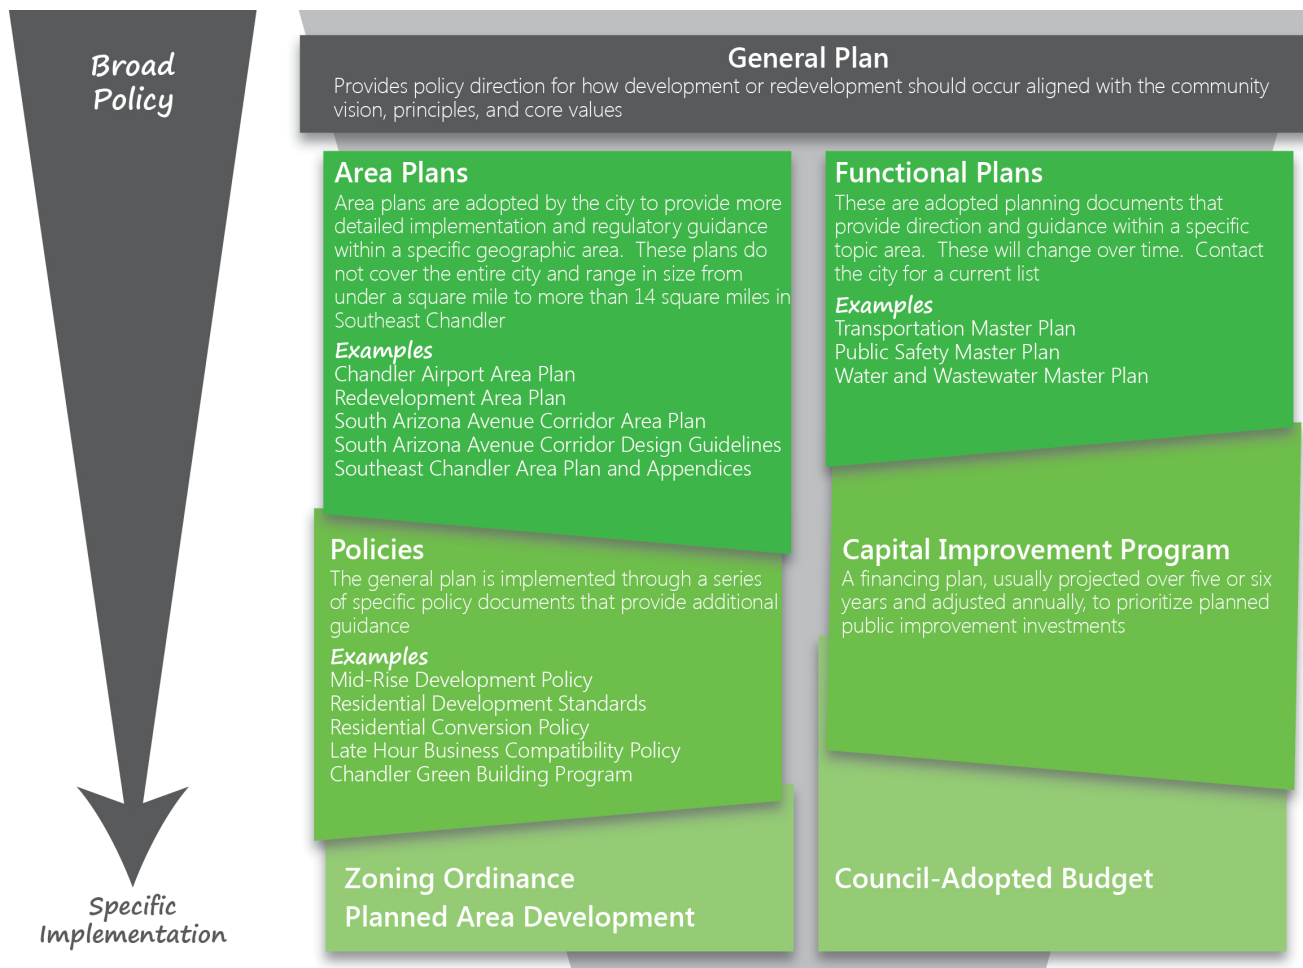 Broad
Policy
General Plan
Provides policy direction for how development or redevelopment should occur aligned with the community
vision, principles, and core values
Area Plans
Area plans are adopted by the city to provide more
detailed implementation and regulatory guidance
within a specific geographic area.  These plans do
not cover the entire city and range in size from
under a square mile to more than 14 square miles in
Southeast Chandler
Examples
Chandler Airport Area Plan
Redevelopment Area Plan
South Arizona Avenue Corridor Area Plan
South Arizona Avenue Corridor Design Guidelines
Southeast Chandler Area Plan and Appendices
Functional Plans
These are adopted planning documents that
provide direction and guidance within a specific
topic area.  These will change over time.  Contact
the city for a current list
Examples
Transportation Master Plan
Public Safety Master Plan
Water and Wastewater Master Plan
Policies
The general plan is implemented through a series
of specific policy documents that provide additional
guidance
Examples
Mid-Rise Development Policy
Residential Development Standards
Residential Conversion Policy
Late Hour Business Compatibility Policy
Chandler Green Building Program
Capital Improvement Program
A financing plan, usually projected over five or six
years and adjusted annually, to prioritize planned
public improvement investments
Zoning Ordinance
Planned Area Development
Council-Adopted Budget
Specific
Implementation